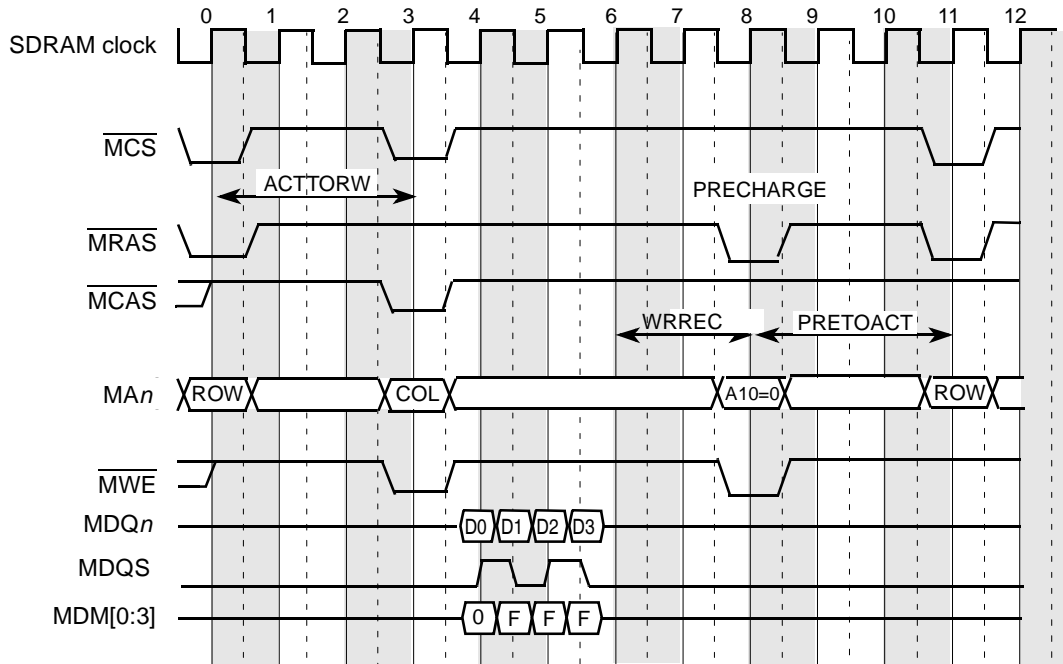 0 1 2 3 4 5 6 7 8 9 10 11 12
SDRAM clock
MCS
ACTTORW
PRECHARGE
MRAS
MCAS
WRREC PRETOACT
MAn ROW COL A10=0 ROW
MWE
MDQn D0 D1 D2 D3
MDQS
MDM[0:3] 0 F F F